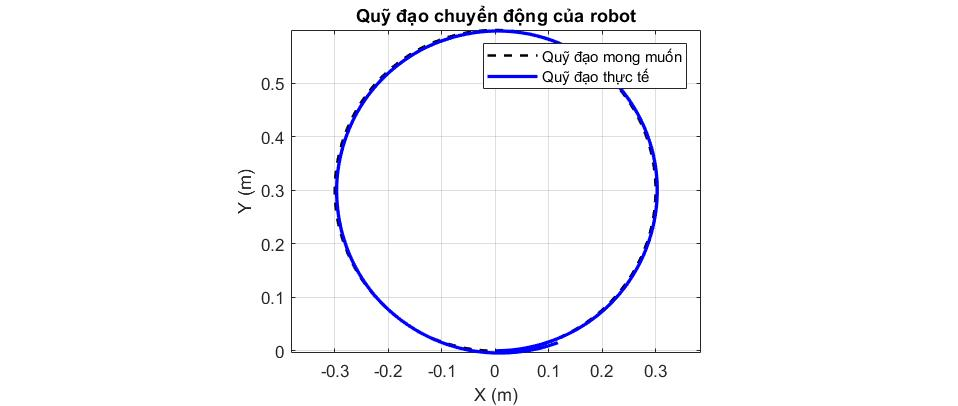 Quỹ đạo chuyển động của robot
Quỹ đạo mong muốn
Quỹ đạo thực tế
0.5
0.4
0.3
0.2
0.1
0
Y (m)
-0.3 -0.2 -0.1 0 0.1 0.2 0.3
X (m)